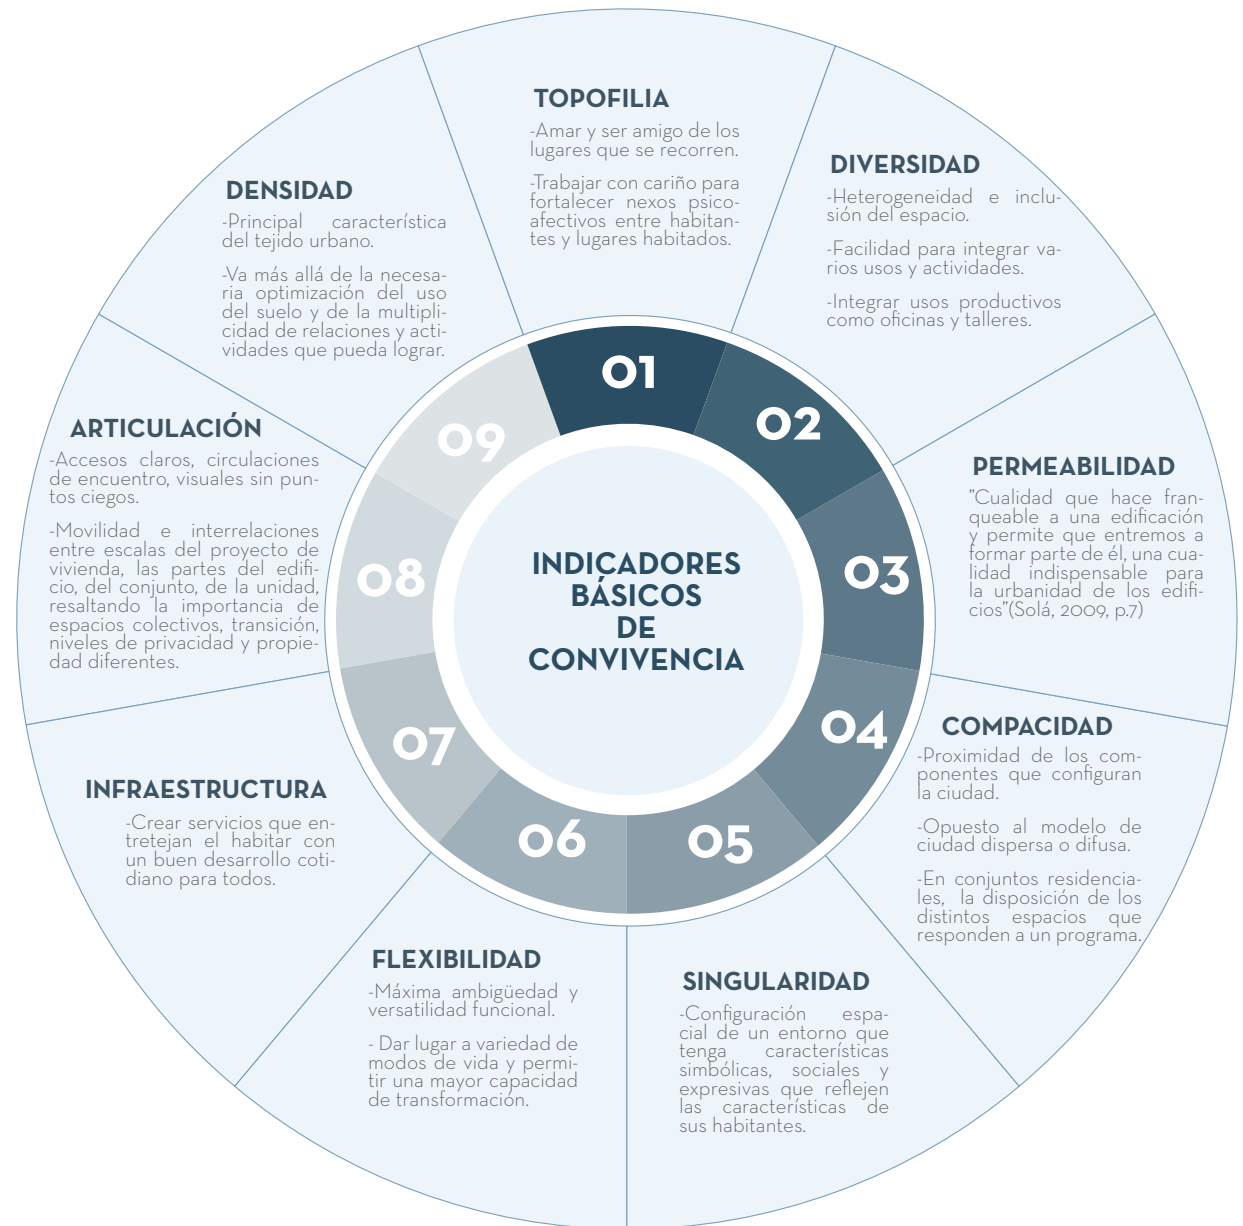 INDICADORES
BÁSICOS
DE
CONVIVENCIA
01
TOPOFILIA
-Amar y ser amigo de los
lugares que se recorren.
-Trabajar con cariño para
fortalecer nexos psico-
afectivos entre habitan-
tes y lugares habitados.
02
DIVERSIDAD
-Heterogeneidad e inclu-
sión del espacio.
-Facilidad para integrar va-
rios usos y actividades.
-Integrar usos productivos
como oficinas y talleres.
03
PERMEABILIDAD
"Cualidad que hace fran-
queable a una edificación
y permite que entremos a
formar parte de él, una cua-
lidad indispensable para
la urbanidad de los edifi-
cios"(Solá, 2009, p.7)
04
COMPACIDAD
-Proximidad de los com-
ponentes que configuran
la ciudad.
-Opuesto al modelo de
ciudad dispersa o difusa.
-En conjuntos residencia-
les, la disposición de los
distintos espacios que
responden a un programa.
05
SINGULARIDAD
-Configuración espa-
cial de un entorno que
tenga características
simbólicas, sociales y
expresivas que reflejen
las características de
sus habitantes.
06
FLEXIBILIDAD
-Máxima ambigüedad y
versatilidad funcional.
- Dar lugar a variedad de
modos de vida y permi-
tir una mayor capacidad
de transformación.
07
INFRAESTRUCTURA
-Crear servicios que en-
tretejan el habitar con
un buen desarrollo coti-
diano para todos.
08
ARTICULACIÓN
-Accesos claros, circulaciones
de encuentro, visuales sin pun-
tos ciegos.
-Movilidad e interrelaciones
entre escalas del proyecto de
vivienda, las partes del edifi-
cio, del conjunto, de la unidad,
resaltando la importancia de
espacios colectivos, transición,
niveles de privacidad y propie-
dad diferentes.
09
DENSIDAD
-Principal característica
del tejido urbano.
-Va más allá de la necesa-
ria optimización del uso
del suelo y de la multipli-
cidad de relaciones y acti-
vidades que pueda lograr.